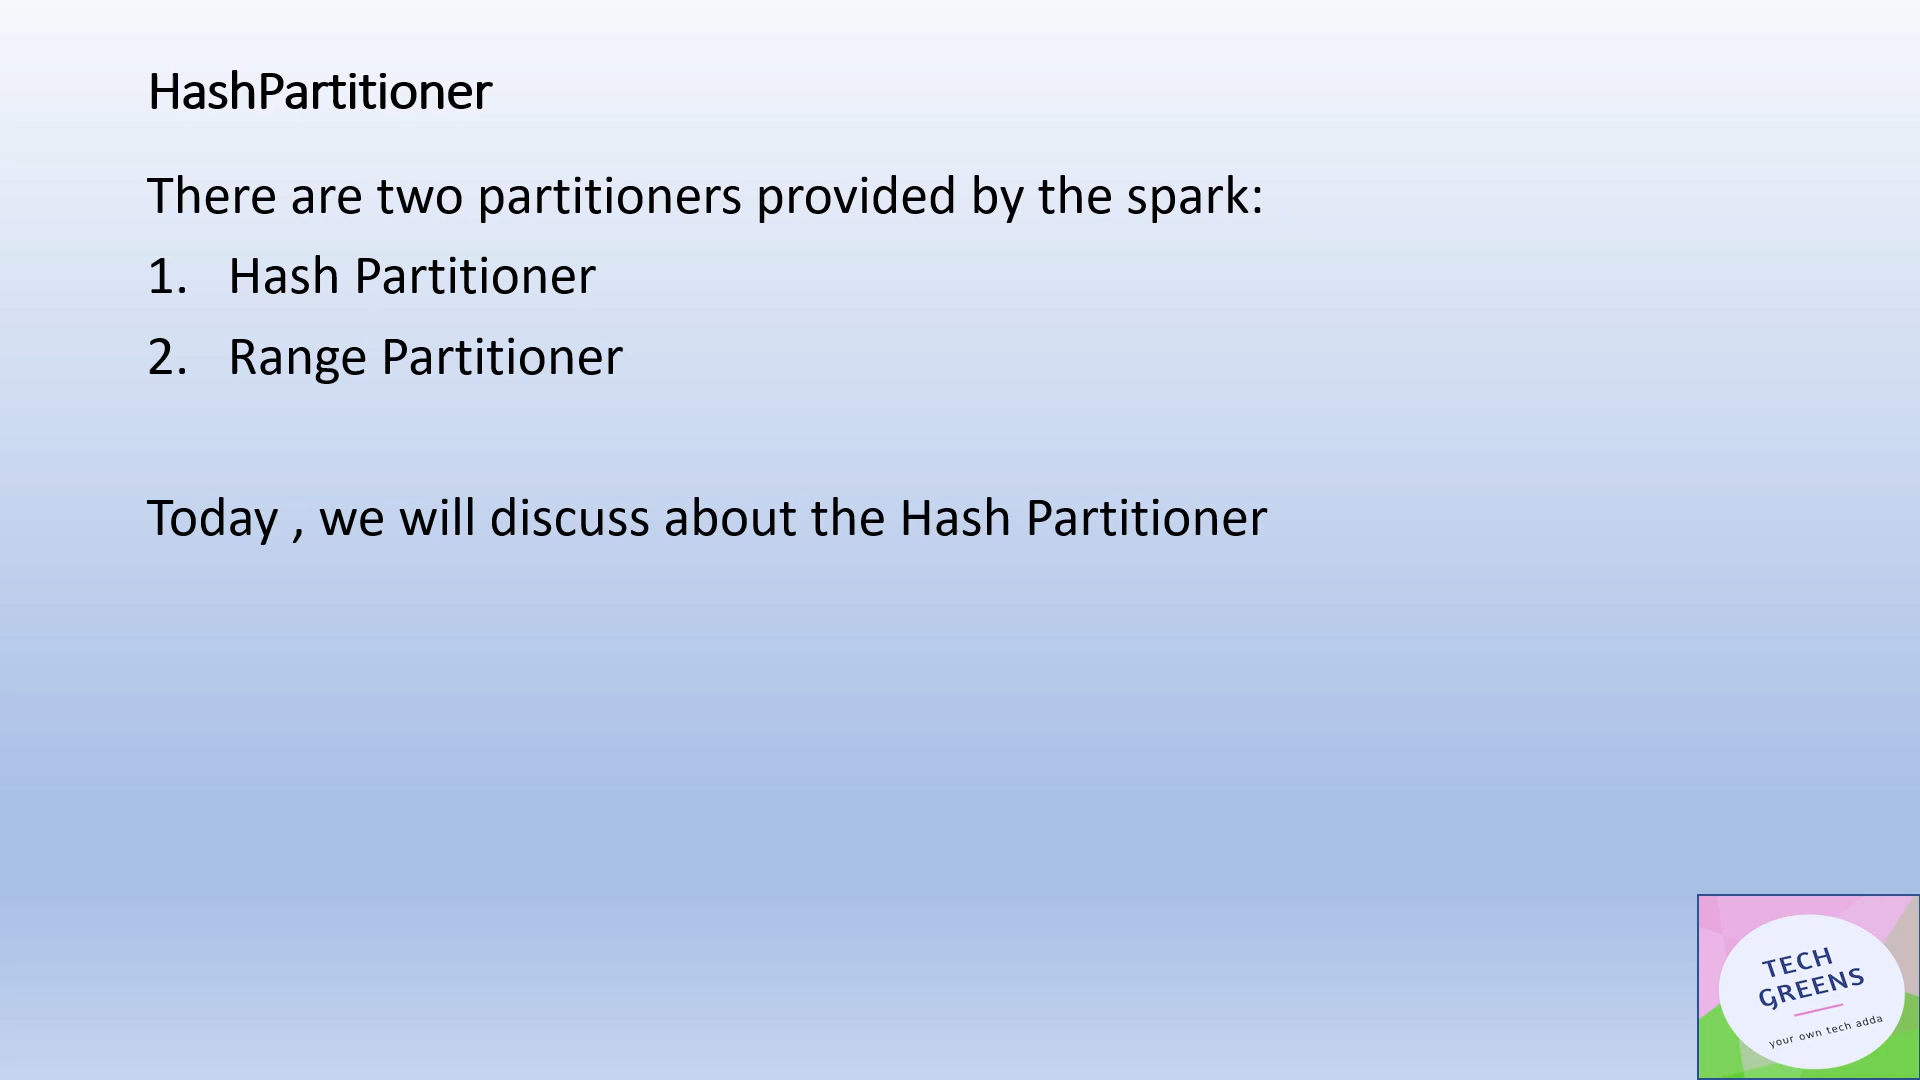 HashPartitioner
There are two partitioners provided by the spark:
1. Hash Partitioner
2. Range Partitioner
Today , we will discuss about the Hash Partitioner
TECH
GREENS
your own tech adda